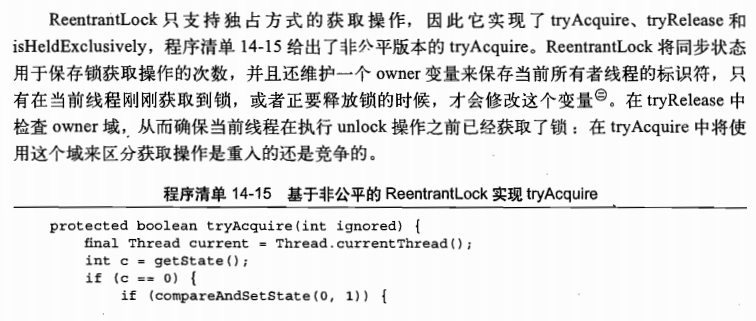 ReentrantLock 只支持独占方式的获取操作，因此它实现了 tryAcquire、tryRelease 和
isHeldExclusively，程序清单 14-15 给出了非公平版本的 tryAcquire。ReentrantLock 将同步状态
用于保存锁获取操作的次数，并且还维护一个 owner 变量来保存当前所有者线程的标识符，只
有在当前线程刚刚获取到锁，或者正要释放锁的时候，才会修改这个变量㊀。在 tryRelease 中
检查 owner 域，从而确保当前线程在执行 unlock 操作之前已经获取了锁：在 tryAcquire 中将使
用这个域来区分获取操作是重入的还是竞争的。
程序清单 14-15 基于非公平的 ReentrantLock 实现 tryAcquire
protected boolean tryAcquire(int ignored) {
final Thread current = Thread.currentThread();
int c = getState();
if (c == 0) {
if (compareAndSetState(0, 1)) {